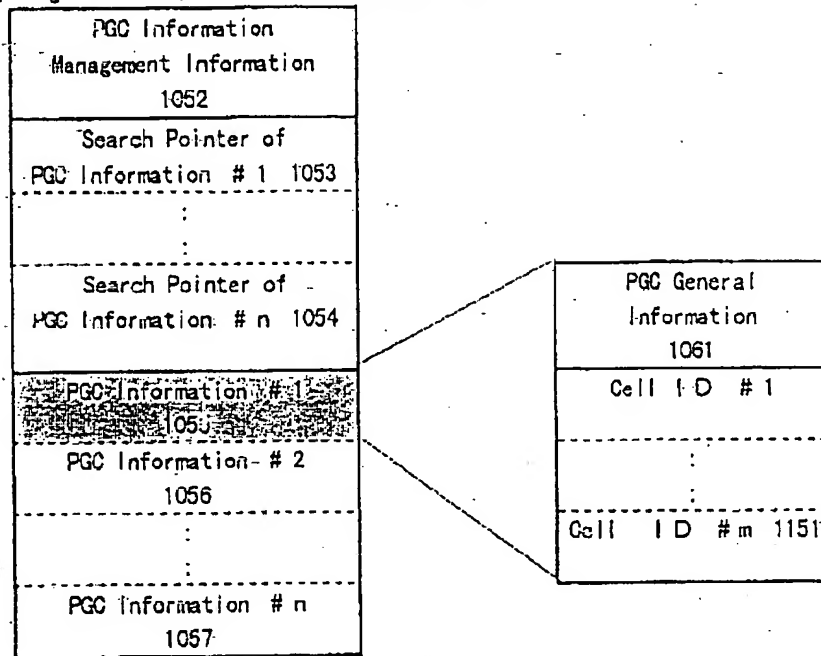 PGC Information
Management Information
1052
Search Pointer of
PGC Information # 1 1053
:
:
Search Pointer of
PGC Information # n 1054
PGC Information # 1
PGC Information # 2
1056
:
:
PGC Information # n
1057
PGC General
Information
1061
Cell ID # 1
:
:
Cell ID # m 1151